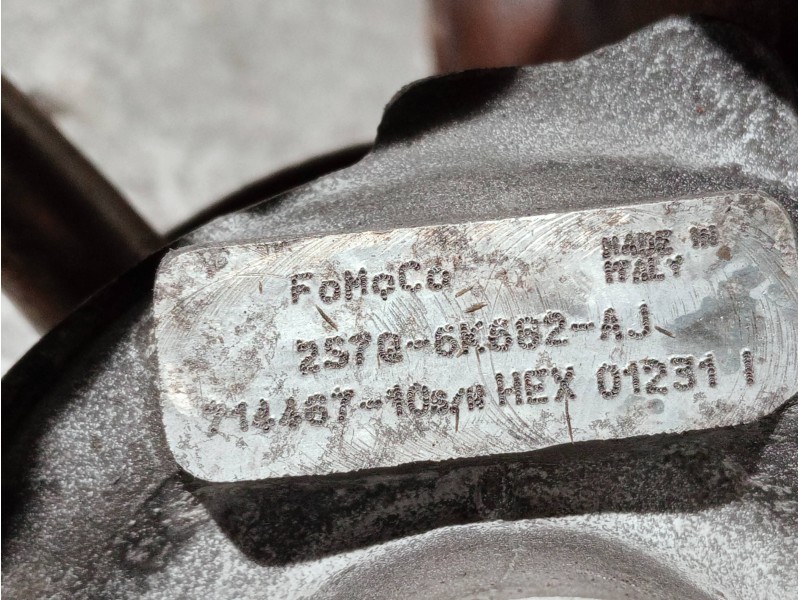 FoMoCo
MADE IN
ITALY
2S7Q-6K682-AJ
714467-10S/R HEX 01231 I